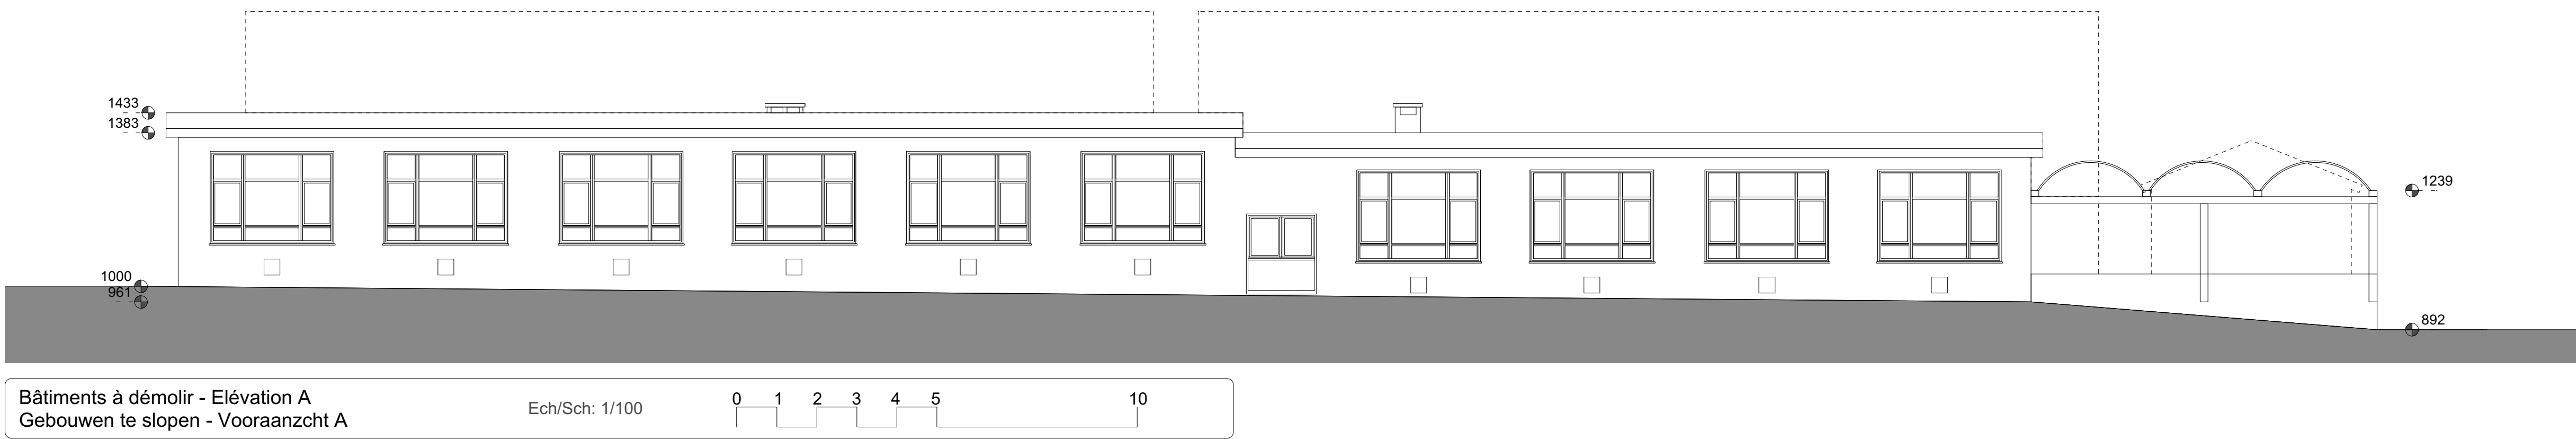 1433
1383
1239
1000
961
892
Bâtiments à démolir - Elévation A
Gebouwen te slopen - Vooraanzcht A
Ech/Sch: 1/100
0 1 2 3 4 5 10